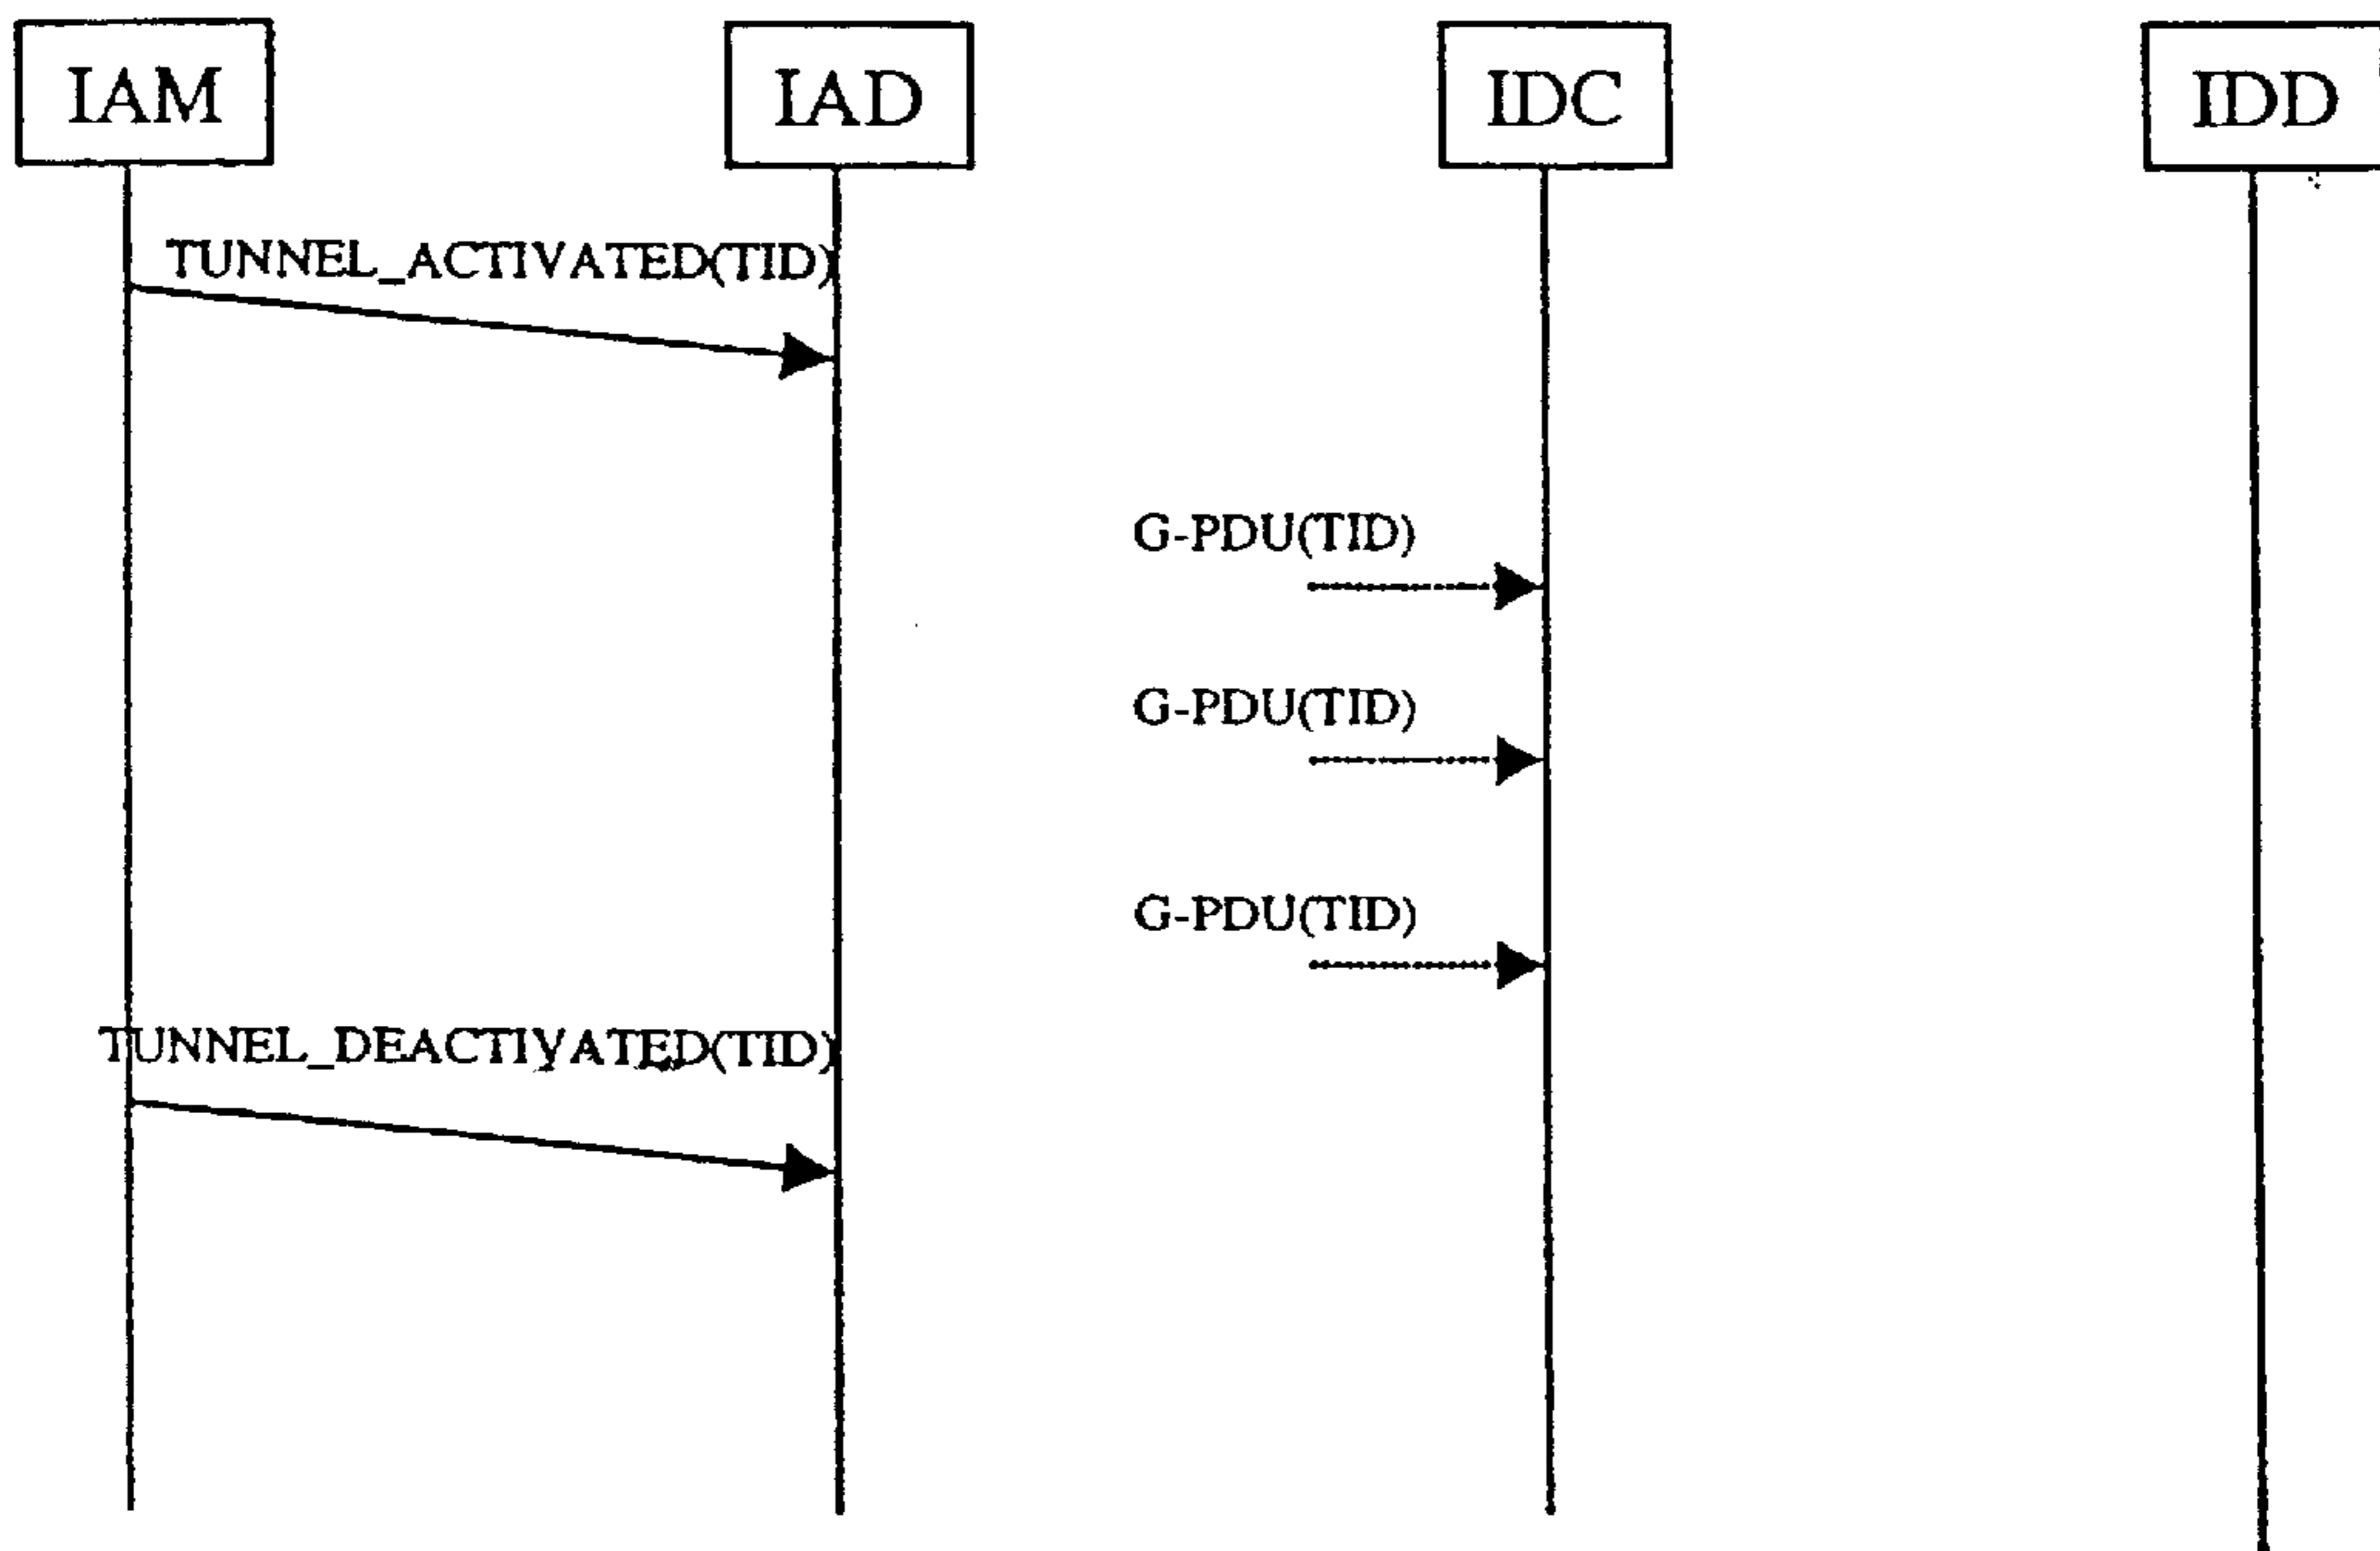 IAM
IAD
IDC
IDD
TUNNEL_ACTIVATED(TID)
G-PDU(TID)
G-PDU(TID)
G-PDU(TID)
TUNNEL_DEACTIVATED(TID)